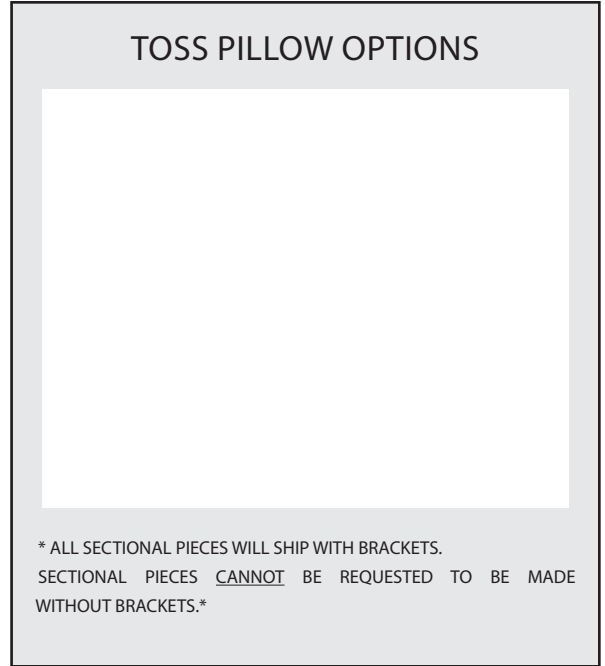 TOSS PILLOW OPTIONS
* ALL SECTIONAL PIECES WILL SHIP WITH BRACKETS.
SECTIONAL PIECES CANNOT BE REQUESTED TO BE MADE
WITHOUT BRACKETS.*